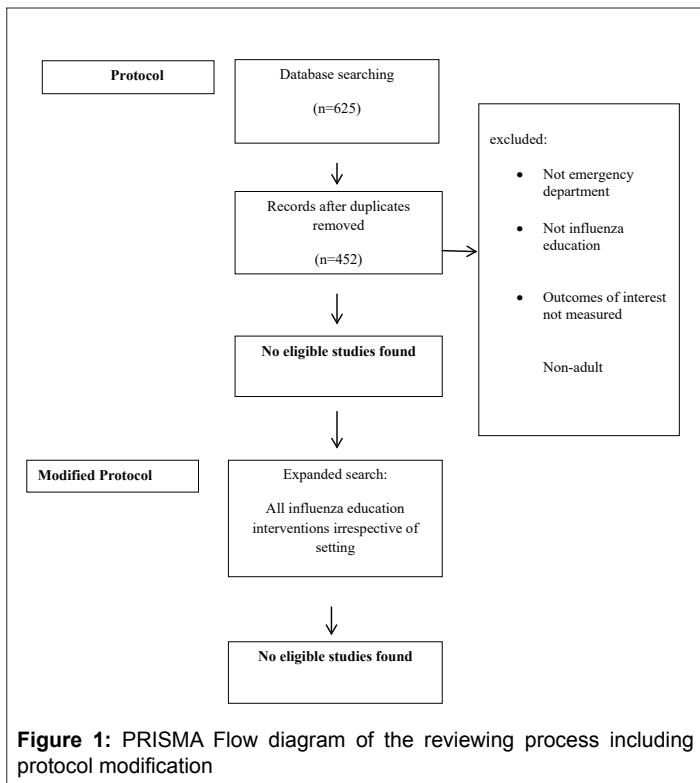 Protocol
Database searching
(n=625)
excluded:
• Not emergency
department
• Not influenza
education
• Outcomes of interest
not measured
Non-adult
Records after duplicates
removed
(n=452)
No eligible studies found
Modified Protocol
Expanded search:
All influenza education
interventions irrespective of
setting
No eligible studies found
Figure 1: PRISMA Flow diagram of the reviewing process including
protocol modification